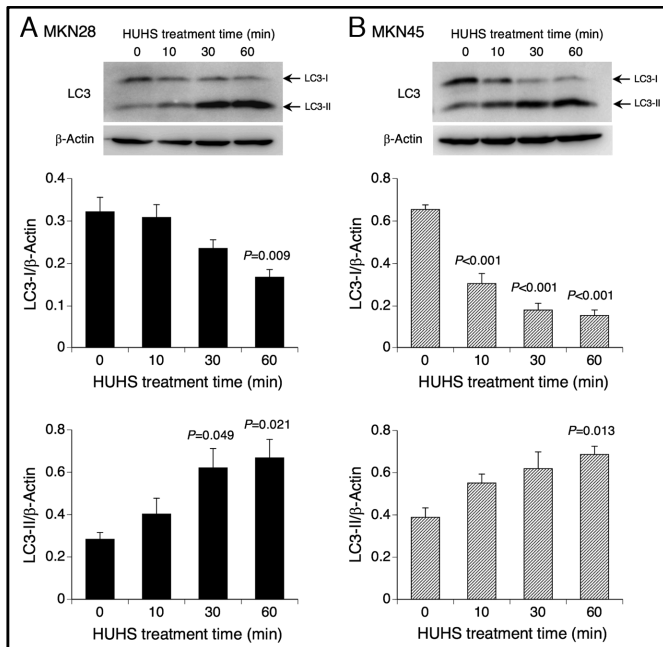 A MKN28
HUHS treatment time (min)
0 10 30 60
LC3
LC3-I
LC3-II
β-Actin
LC3-I/β-Actin
0.4
0.3
0.2
0.1
0
P=0.009
0 10 30 60
HUHS treatment time (min)
LC3-II/β-Actin
0.8
0.6
0.4
0.2
0
P=0.049
P=0.021
0 10 30 60
HUHS treatment time (min)
B MKN45
HUHS treatment time (min)
0 10 30 60
LC3
LC3-I
LC3-II
β-Actin
LC3-I/β-Actin
0.8
0.6
0.4
0.2
0
P<0.001
P<0.001
P<0.001
0 10 30 60
HUHS treatment time (min)
LC3-II/β-Actin
0.8
0.6
0.4
0.2
0
P=0.013
0 10 30 60
HUHS treatment time (min)